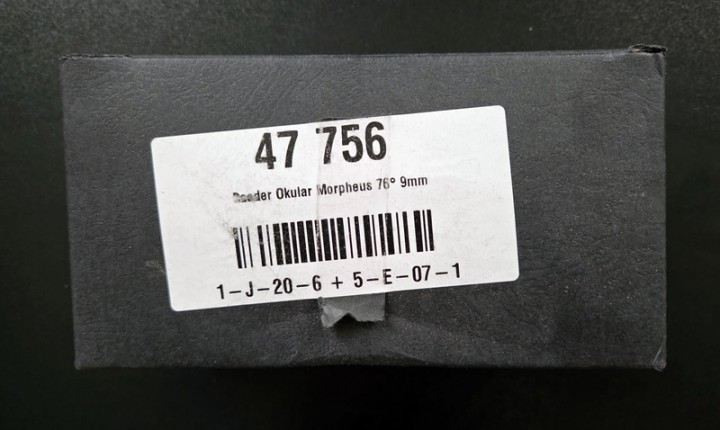 47 756
Baader Okular Morpheus 76° 9mm
1-J-20-6 + 5-E-07-1